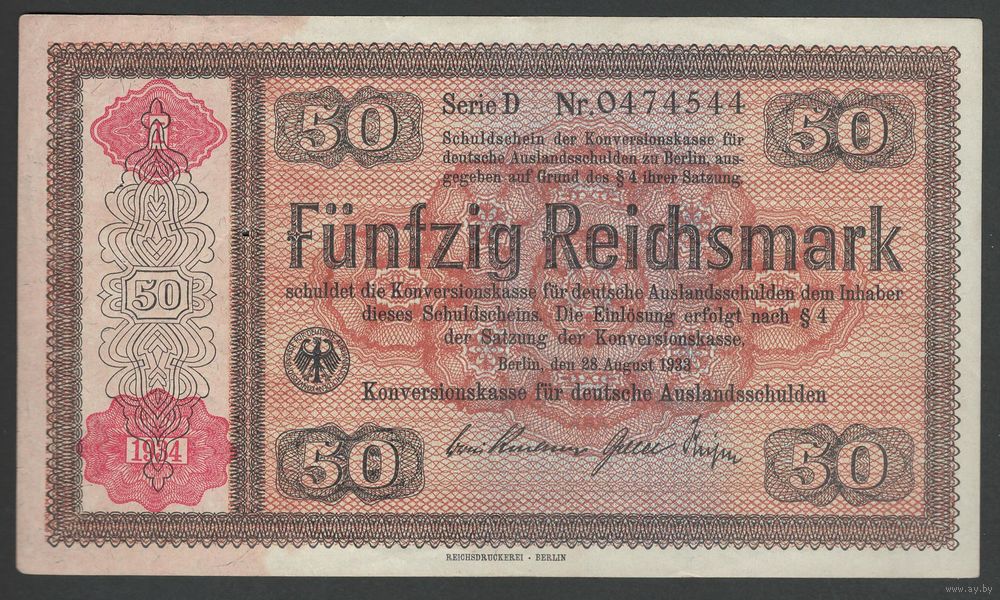 50
Serie D Nr.0474544
50
Schuldschein der Konversionskasse für
deutsche Auslandsschulden zu Berlin, aus-
gegeben auf Grund des § 4 ihrer Satzung
Fünfzig Reichsmark
schuldet die Konversionskasse für deutsche Auslandsschulden dem Inhaber
dieses Schuldscheins. Die Einlösung erfolgt nach § 4
der Satzung der Konversionskasse.
Berlin, den 28. August 1933
Konversionskasse für deutsche Auslandsschulden
50
50
50
1934
REICHSDRUCKEREI · BERLIN
www.ay.by